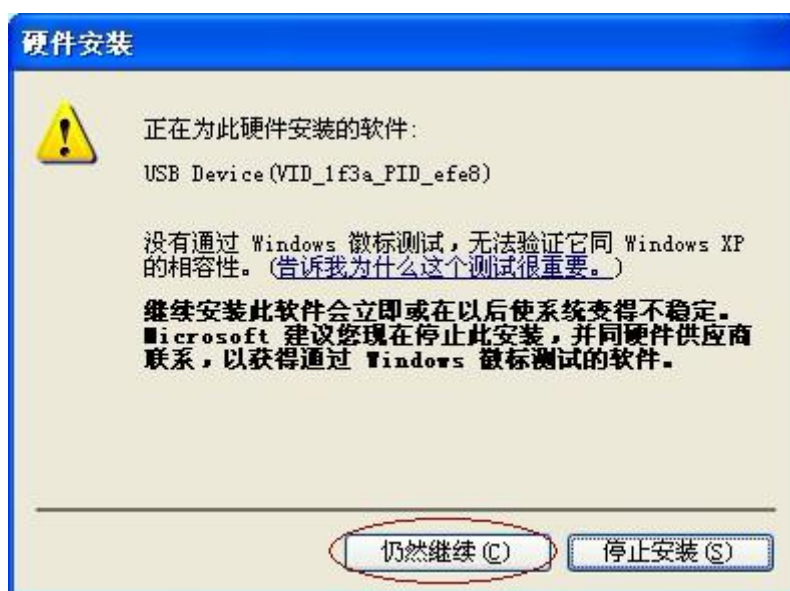 硬件安装
正在为此硬件安装的软件:
USB Device(VID_1f3a_PID_efe8)
没有通过 Windows 徽标测试，无法验证它同 Windows XP
的相容性。(告诉我为什么这个测试很重要。)
继续安装此软件会立即或在以后使系统变得不稳定。
Microsoft 建议您现在停止此安装，并同硬件供应商
联系，以获得通过 Windows 徽标测试的软件。
仍然继续(C) 停止安装(S)